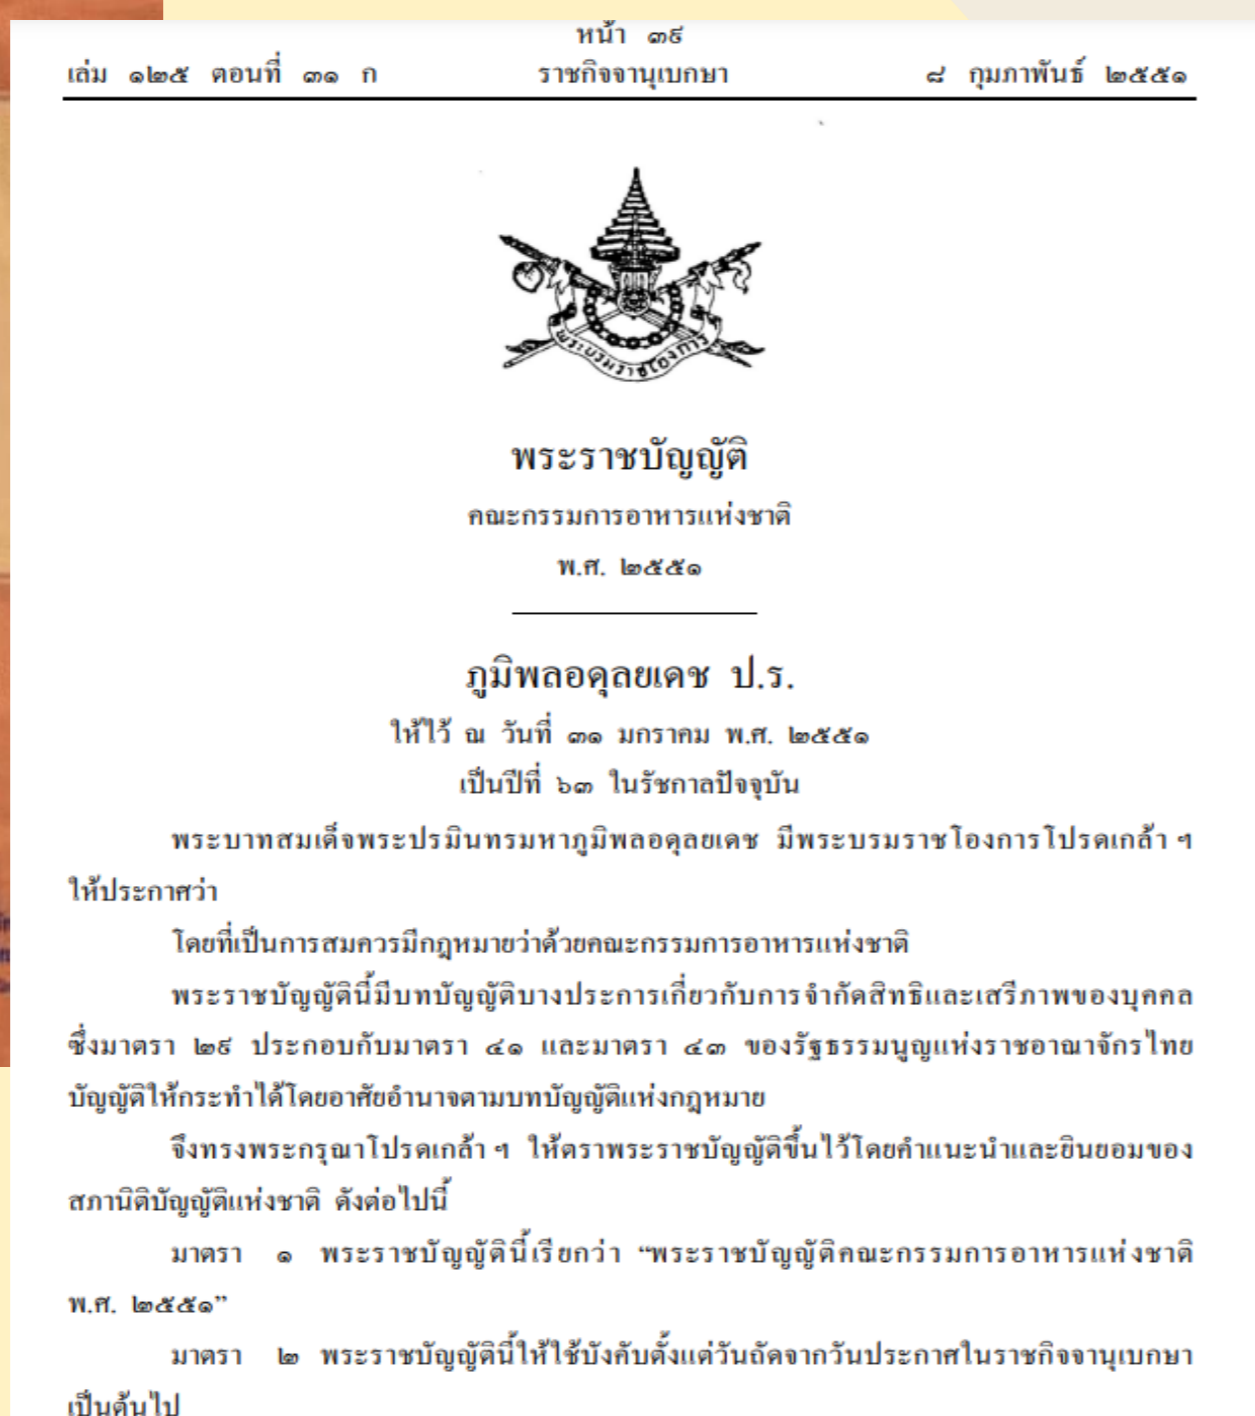 หน้า ๓๙
เล่ม ๑๒๕ ตอนที่ ๓๑ ก ราชกิจจานุเบกษา ๘ กุมภาพันธ์ ๒๕๕๑
พระบรมราชโองการ
พระราชบัญญัติ
คณะกรรมการอาหารแห่งชาติ
พ.ศ. ๒๕๕๑
ภูมิพลอดุลยเดช ป.ร.
ให้ไว้ ณ วันที่ ๓๑ มกราคม พ.ศ. ๒๕๕๑
เป็นปีที่ ๖๓ ในรัชกาลปัจจุบัน
พระบาทสมเด็จพระปรมินทรมหาภูมิพลอดุลยเดช มีพระบรมราชโองการโปรดเกล้า ฯ
ให้ประกาศว่า
โดยที่เป็นการสมควรมีกฎหมายว่าด้วยคณะกรรมการอาหารแห่งชาติ
พระราชบัญญัตินี้มีบทบัญญัติบางประการเกี่ยวกับการจำกัดสิทธิและเสรีภาพของบุคคล
ซึ่งมาตรา ๒๙ ประกอบกับมาตรา ๔๑ และมาตรา ๔๓ ของรัฐธรรมนูญแห่งราชอาณาจักรไทย
บัญญัติให้กระทำได้โดยอาศัยอำนาจตามบทบัญญัติแห่งกฎหมาย
จึงทรงพระกรุณาโปรดเกล้า ฯ ให้ตราพระราชบัญญัติขึ้นไว้โดยคำแนะนำและยินยอมของ
สภานิติบัญญัติแห่งชาติ ดังต่อไปนี้
มาตรา ๑ พระราชบัญญัตินี้เรียกว่า “พระราชบัญญัติคณะกรรมการอาหารแห่งชาติ
พ.ศ. ๒๕๕๑”
มาตรา ๒ พระราชบัญญัตินี้ให้ใช้บังคับตั้งแต่วันถัดจากวันประกาศในราชกิจจานุเบกษา
เป็นต้นไป